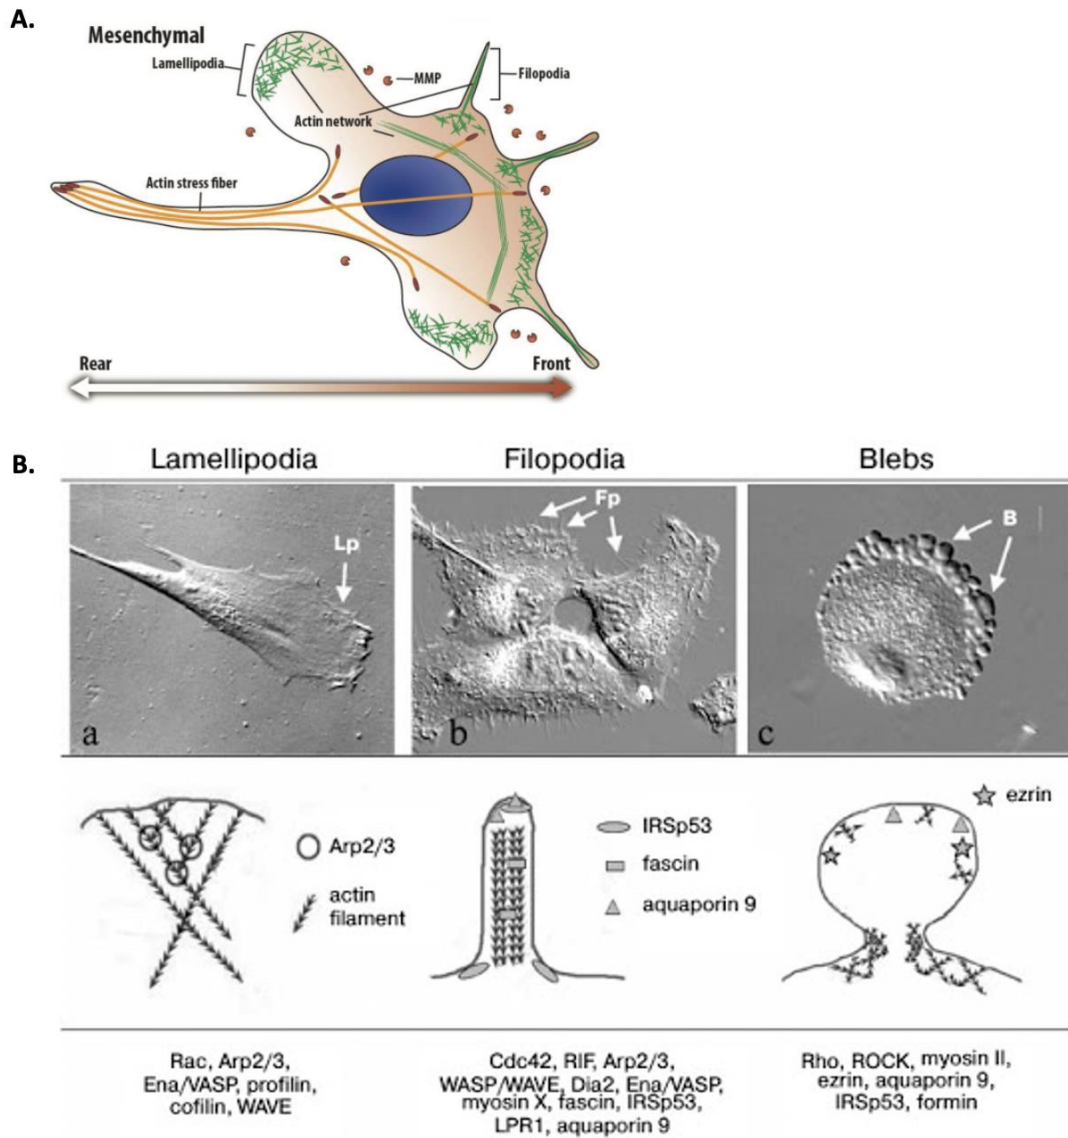 A.
Mesenchymal
Lamellipodia
MMP
Filopodia
Actin network
Actin stress fiber
Rear
Front
B.
Lamellipodia
Filopodia
Blebs
Lp
Fp
B
a
b
c
Arp2/3
actin
filament
IRSp53
fascin
aquaporin 9
ezrin
Rac, Arp2/3,
Ena/VASP, profilin,
cofilin, WAVE
Cdc42, RIF, Arp2/3,
WASP/WAVE, Dia2, Ena/VASP,
myosin X, fascin, IRSp53,
LPR1, aquaporin 9
Rho, ROCK, myosin II,
ezrin, aquaporin 9,
IRSp53, formin